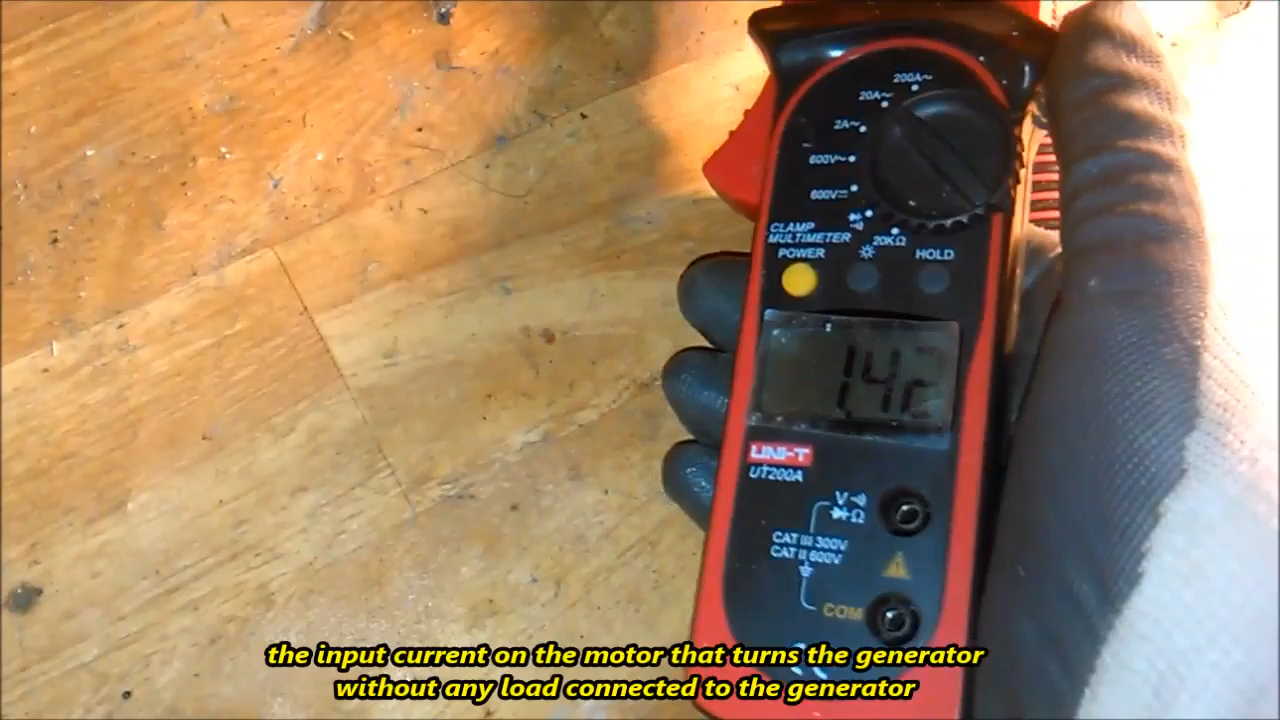 200A~
20A~
2A~
600V~
600V⎓
20KΩ
CLAMP
MULTIMETER
POWER
HOLD
1.42
UNI-T
UT200A
V
Ω
CAT III 300V
CAT II 600V
COM
the input current on the motor that turns the generator
without any load connected to the generator